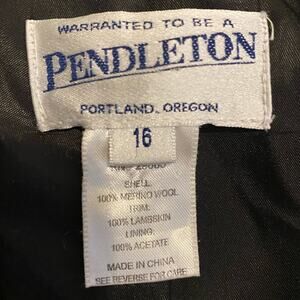 WARRANTED TO BE A
PENDLETON
PORTLAND, OREGON
16
SHELL:
100% MERINO WOOL
TRIM:
100% LAMBSKIN
LINING:
100% ACETATE
MADE IN CHINA
SEE REVERSE FOR CARE